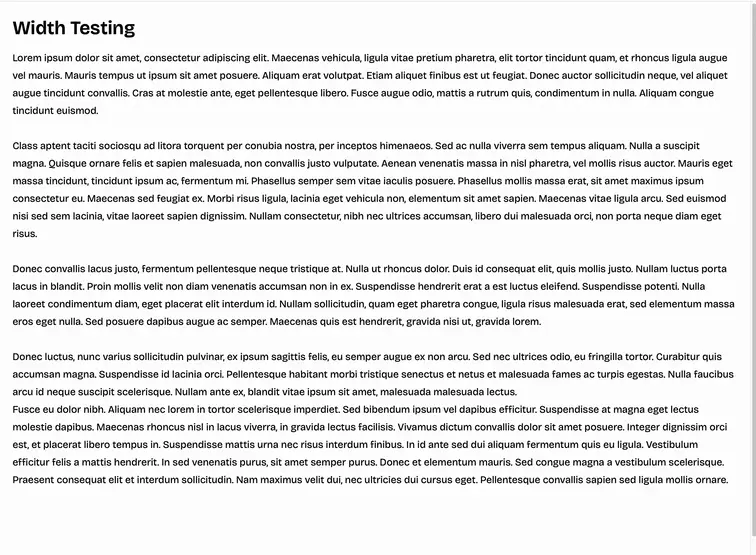 Width Testing
Lorem ipsum dolor sit amet, consectetur adipiscing elit. Maecenas vehicula, ligula vitae pretium pharetra, elit tortor tincidunt quam, et rhoncus ligula augue
vel mauris. Mauris tempus ut ipsum sit amet posuere. Aliquam erat volutpat. Etiam aliquet finibus est ut feugiat. Donec auctor sollicitudin neque, vel aliquet
augue tincidunt convallis. Cras at molestie ante, eget pellentesque libero. Fusce augue odio, mattis a rutrum quis, condimentum in nulla. Aliquam congue
tincidunt euismod.
Class aptent taciti sociosqu ad litora torquent per conubia nostra, per inceptos himenaeos. Sed ac nulla viverra sem tempus aliquam. Nulla a suscipit
magna. Quisque ornare felis et sapien malesuada, non convallis justo vulputate. Aenean venenatis massa in nisl pharetra, vel mollis risus auctor. Mauris eget
massa tincidunt, tincidunt ipsum ac, fermentum mi. Phasellus semper sem vitae iaculis posuere. Phasellus mollis massa erat, sit amet maximus ipsum
consectetur eu. Maecenas sed feugiat ex. Morbi risus ligula, lacinia eget vehicula non, elementum sit amet sapien. Maecenas vitae ligula arcu. Sed euismod
nisi sed sem lacinia, vitae laoreet sapien dignissim. Nullam consectetur, nibh nec ultrices accumsan, libero dui malesuada orci, non porta neque diam eget
risus.
Donec convallis lacus justo, fermentum pellentesque neque tristique at. Nulla ut rhoncus dolor. Duis id consequat elit, quis mollis justo. Nullam luctus porta
lacus in blandit. Proin mollis velit non diam venenatis accumsan non in ex. Suspendisse hendrerit erat a est luctus eleifend. Suspendisse potenti. Nulla
laoreet condimentum diam, eget placerat elit interdum id. Nullam sollicitudin, quam eget pharetra congue, ligula risus malesuada erat, sed elementum massa
eros eget nulla. Sed posuere dapibus augue ac semper. Maecenas quis est hendrerit, gravida nisi ut, gravida lorem.
Donec luctus, nunc varius sollicitudin pulvinar, ex ipsum sagittis felis, eu semper augue ex non arcu. Sed nec ultrices odio, eu fringilla tortor. Curabitur quis
accumsan magna. Suspendisse id lacinia orci. Pellentesque habitant morbi tristique senectus et netus et malesuada fames ac turpis egestas. Nulla faucibus
arcu id neque suscipit scelerisque. Nullam ante ex, blandit vitae ipsum sit amet, malesuada malesuada lectus.
Fusce eu dolor nibh. Aliquam nec lorem in tortor scelerisque imperdiet. Sed bibendum ipsum vel dapibus efficitur. Suspendisse at magna eget lectus
molestie dapibus. Maecenas rhoncus nisl in lacus viverra, in gravida lectus facilisis. Vivamus dictum convallis dolor sit amet posuere. Integer dignissim orci
est, et placerat libero tempus in. Suspendisse mattis urna nec risus interdum finibus. In id ante sed dui aliquam fermentum quis eu ligula. Vestibulum
efficitur felis a mattis hendrerit. In sed venenatis purus, sit amet semper purus. Donec et elementum mauris. Sed congue magna a vestibulum scelerisque.
Praesent consequat elit et interdum sollicitudin. Nam maximus velit dui, nec ultricies dui cursus eget. Pellentesque convallis sapien sed ligula mollis ornare.